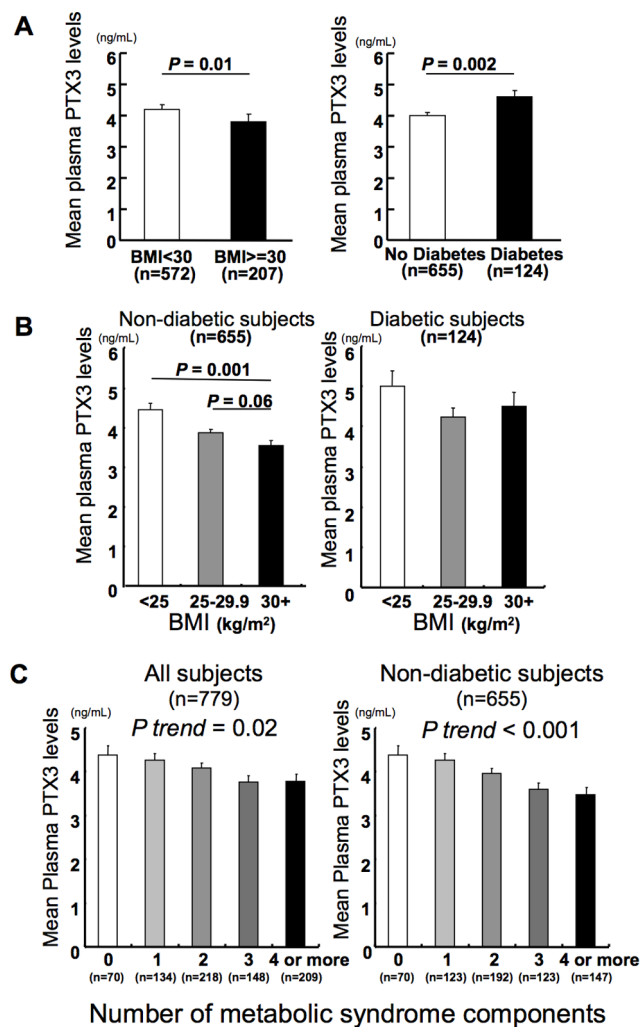 A
(ng/mL)
Mean plasma PTX3 levels
6
5
4
3
2
1
0
P = 0.01
BMI<30
(n=572)
BMI>=30
(n=207)
(ng/mL)
Mean plasma PTX3 levels
6
5
4
3
2
1
0
P = 0.002
No Diabetes
(n=655)
Diabetes
(n=124)
B
Non-diabetic subjects
(n=655)
(ng/mL)
Mean plasma PTX3 levels
6
5
4
3
2
1
0
P = 0.001
P = 0.06
<25 25-29.9 30+
BMI (kg/m²)
Diabetic subjects
(n=124)
(ng/mL)
Mean plasma PTX3 levels
6
5
4
3
2
1
0
<25 25-29.9 30+
BMI (kg/m²)
C
All subjects
(n=779)
(ng/mL)
P trend = 0.02
Mean Plasma PTX3 levels
5
4
3
2
1
0
0 1 2 3 4 or more
(n=70) (n=134) (n=218) (n=148) (n=209)
Non-diabetic subjects
(n=655)
(ng/mL)
P trend < 0.001
Mean Plasma PTX3 levels
5
4
3
2
1
0
0 1 2 3 4 or more
(n=70) (n=123) (n=192) (n=123) (n=147)
Number of metabolic syndrome components